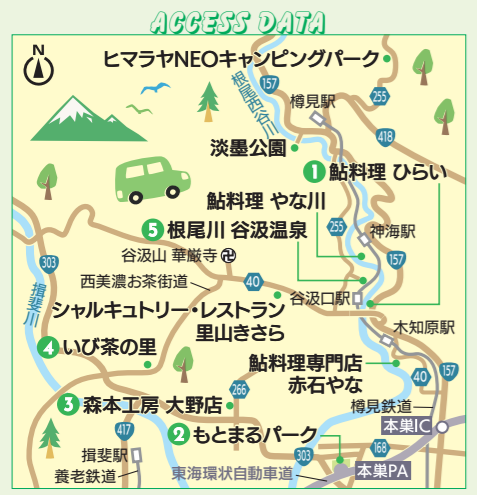 ACCESS DATA
N
ヒマラヤNEOキャンピングパーク
157
根尾西谷川
樽見駅
255
418
淡墨公園
1 鮎料理 ひらい
鮎料理 やな川
5 根尾川 谷汲温泉
255
神海駅
谷汲山 華厳寺 卍
157
303
揖斐川
西美濃お茶街道
40
谷汲口駅
シャルキュトリー・レストラン
里山きさら
木知原駅
4 いび茶の里
鮎料理専門店
赤石やな
40
157
266
3 森本工房 大野店
樽見鉄道
本巣IC
417
2 もとまるパーク
168
揖斐駅
303
養老鉄道
東海環状自動車道
本巣PA